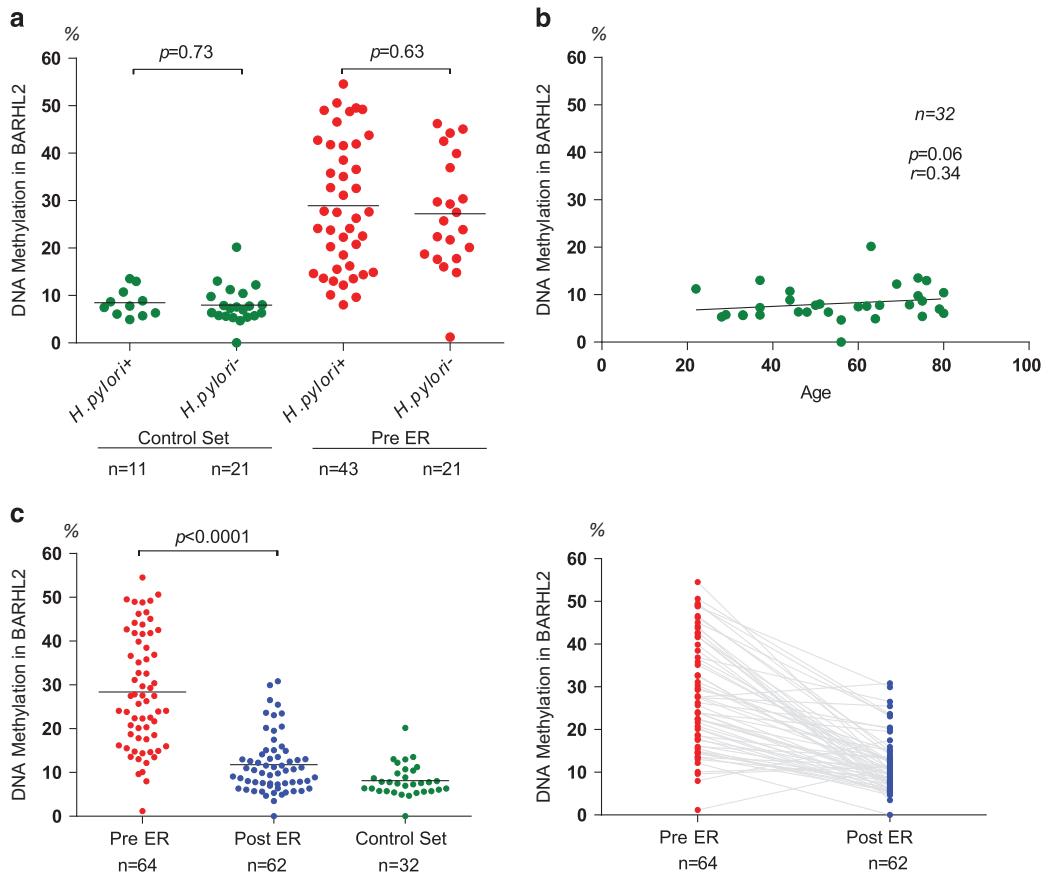 a
%
p=0.73
p=0.63
DNA Methylation in BARHL2
60
50
40
30
20
10
0
H.pylori+
H.pylori-
H.pylori+
H.pylori-
Control Set
Pre ER
n=11
n=21
n=43
n=21
b
%
DNA Methylation in BARHL2
60
50
40
30
20
10
0
n=32
p=0.06
r=0.34
0
20
40
60
80
100
Age
c
%
p<0.0001
DNA Methylation in BARHL2
60
50
40
30
20
10
0
Pre ER
Post ER
Control Set
n=64
n=62
n=32
%
DNA Methylation in BARHL2
60
50
40
30
20
10
0
Pre ER
Post ER
n=64
n=62